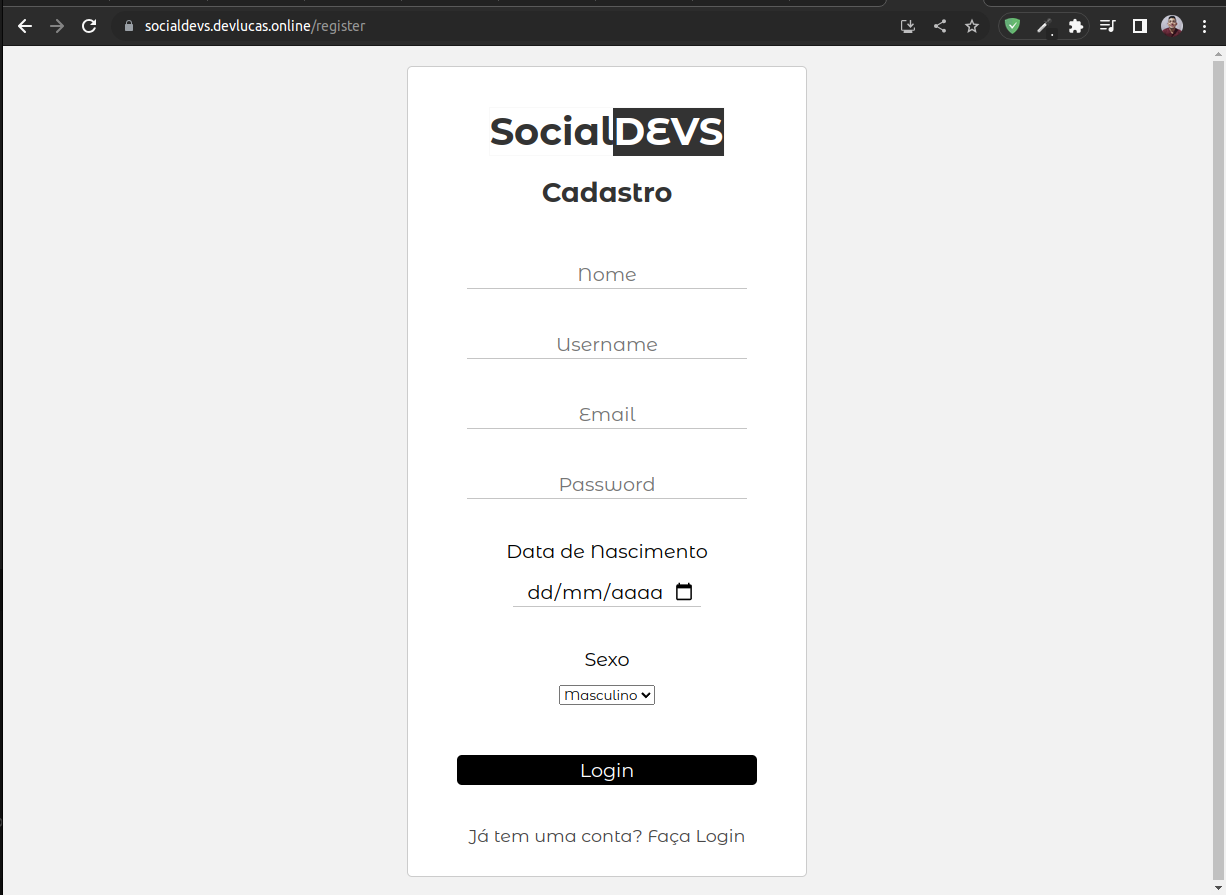 socialdevs.devlucas.online/register
SocialDEVS
Cadastro
Nome
Username
Email
Password
Data de Nascimento
dd/mm/aaaa
Sexo
Masculino
Login
Já tem uma conta? Faça Login